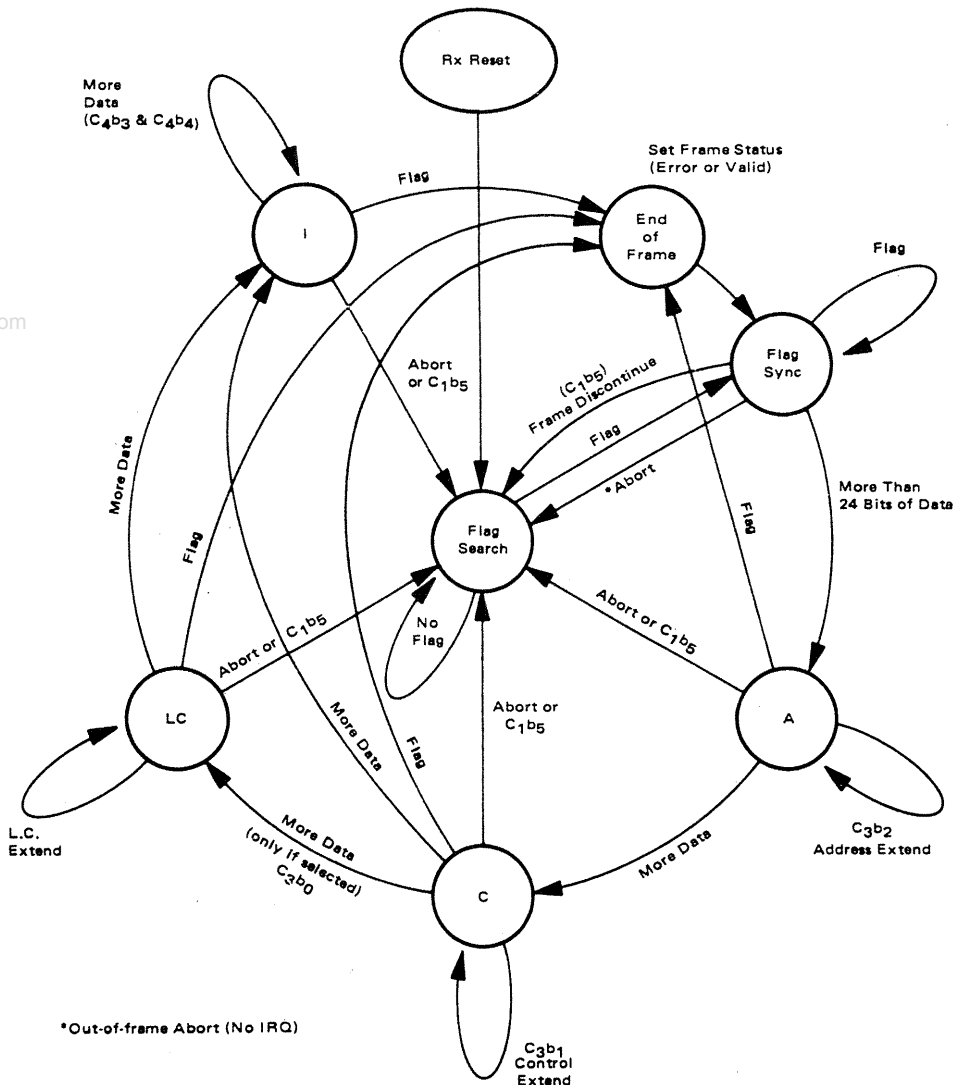 Rx Reset
More
Data
(C4b3 & C4b4)
Set Frame Status
(Error or Valid)
Flag
I
End
of
Frame
Flag
Flag
Sync
om
Abort
or C1b5
(C1b5)
Frame Discontinue
Flag
*Abort
More Data
Flag
More Than
24 Bits of Data
Flag
Flag
Search
No
Flag
Abort or C1b5
Abort or C1b5
LC
A
Abort or
C1b5
More Data
Flag
L.C.
Extend
More Data
(only if selected)
C3b0
More Data
C3b2
Address Extend
C
C3b1
Control
Extend
*Out-of-frame Abort (No IRQ)